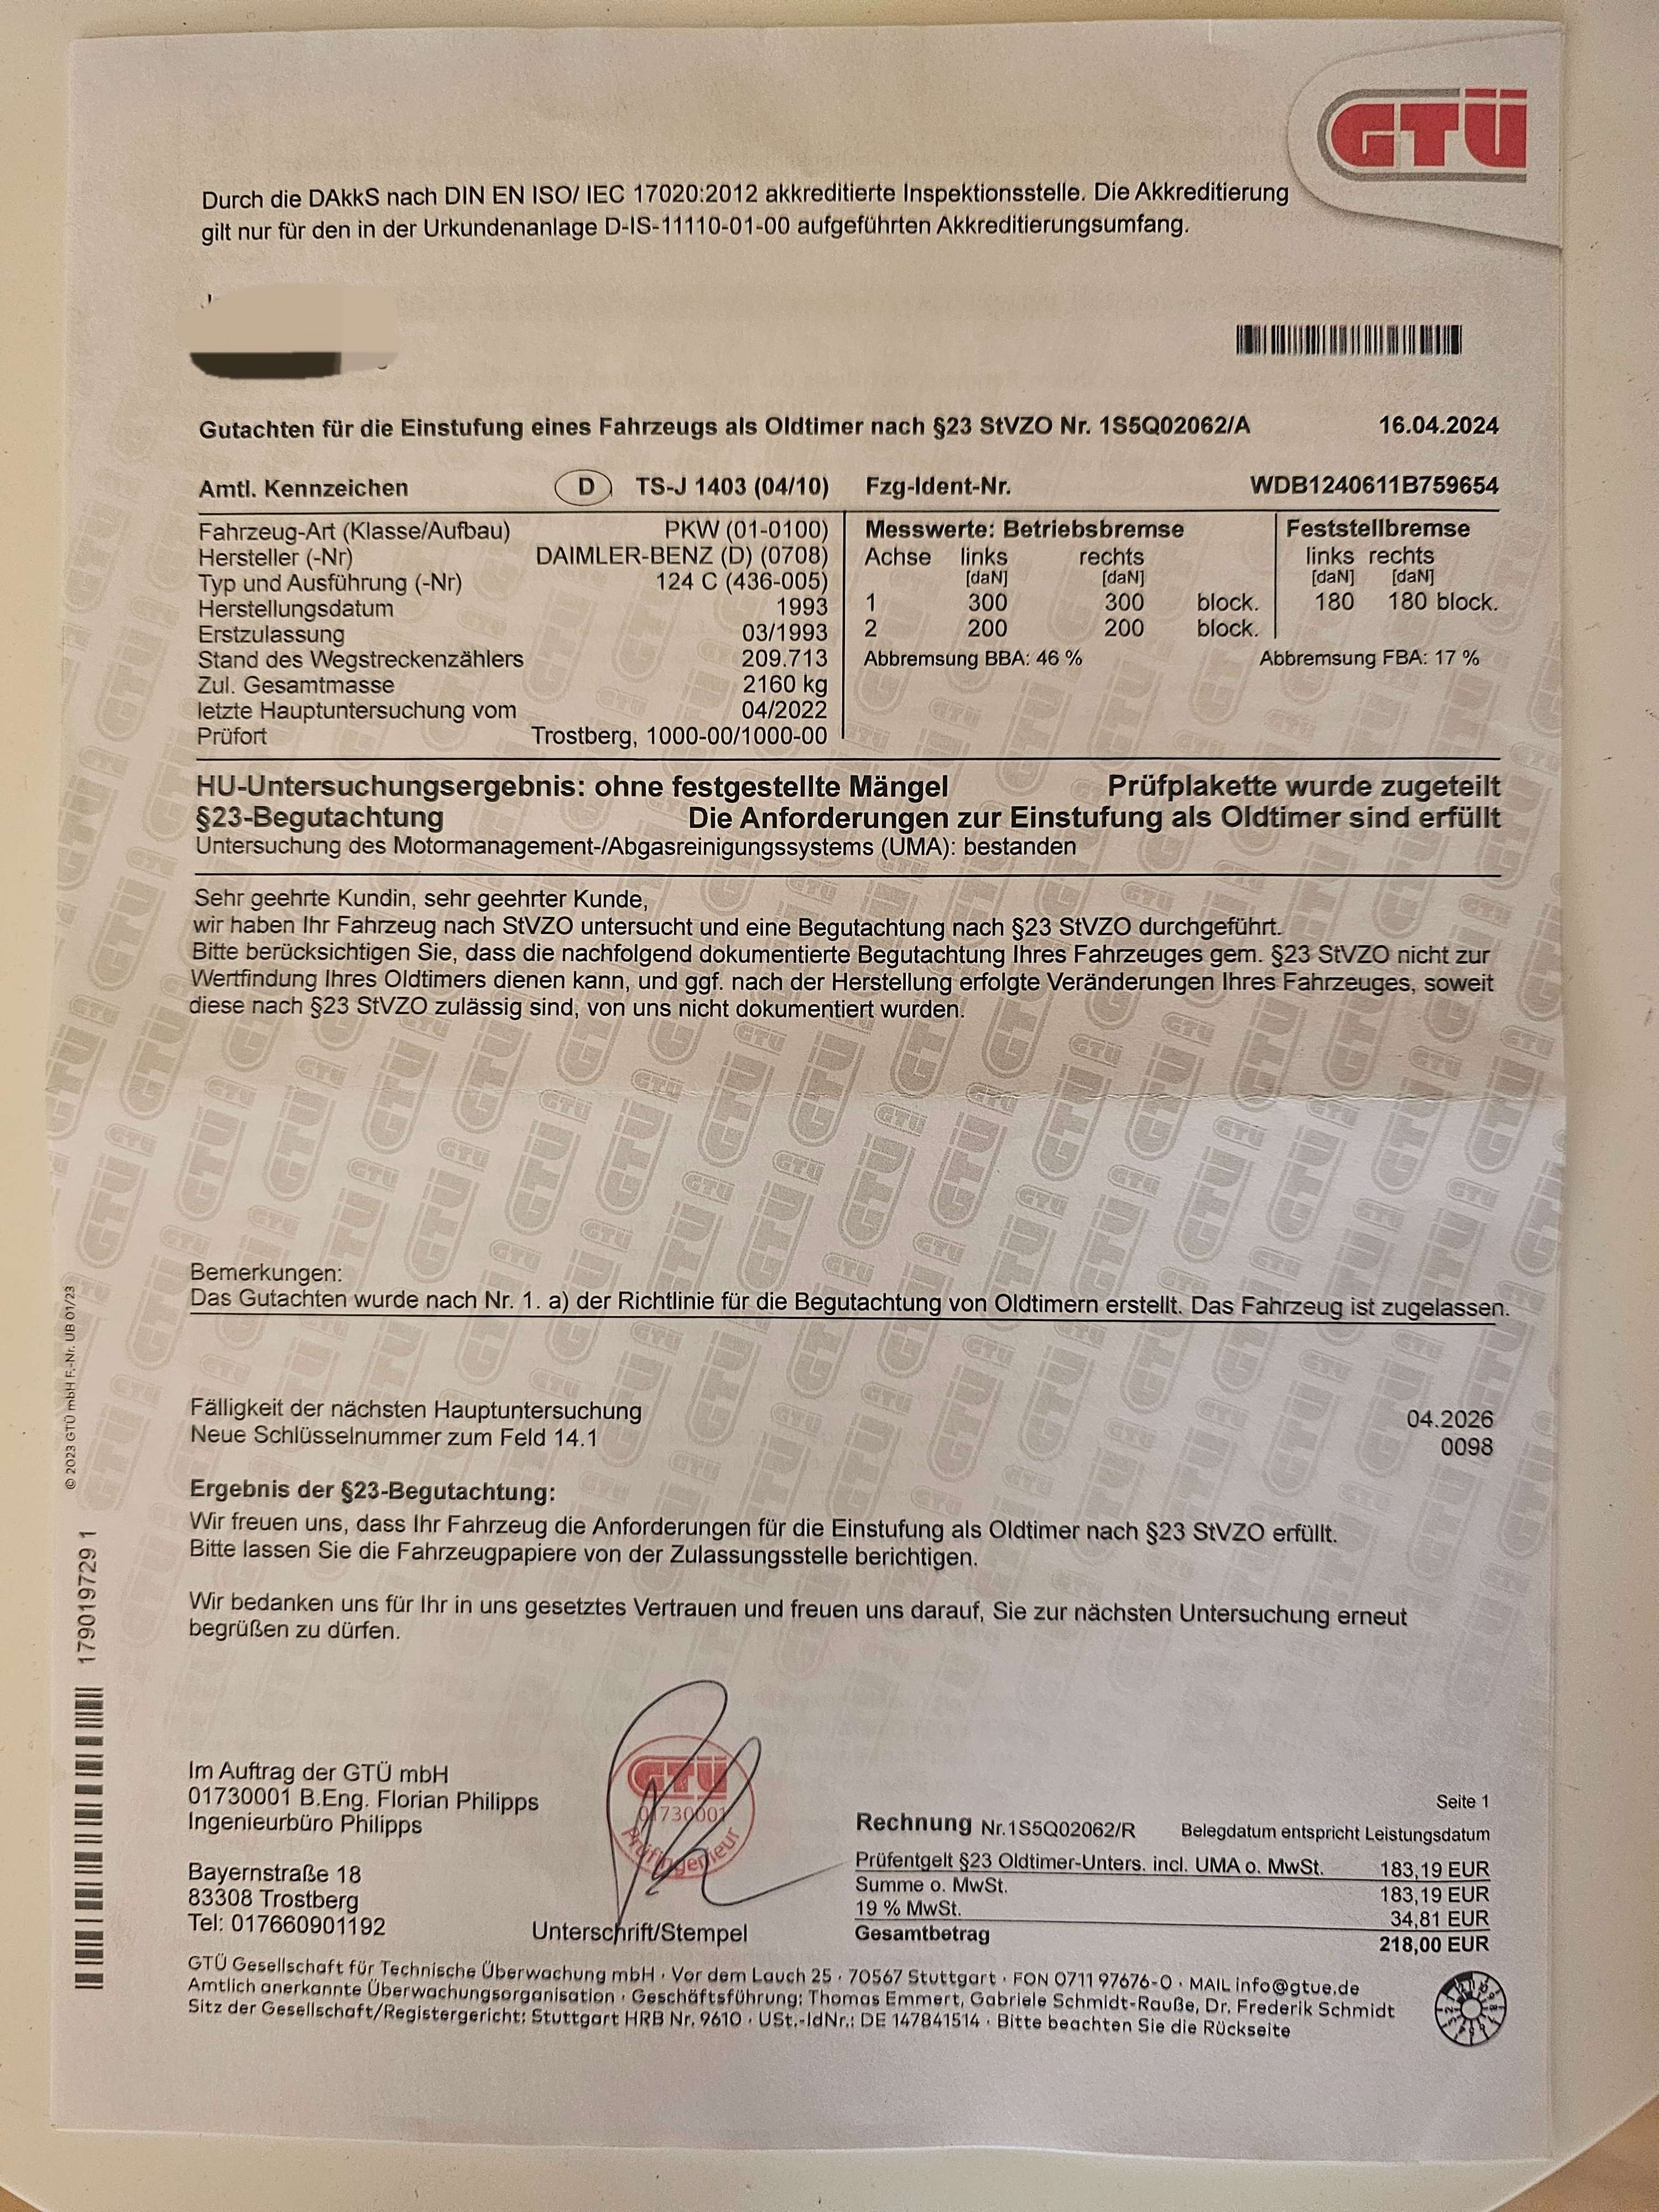 GTÜ
Durch die DAkkS nach DIN EN ISO/ IEC 17020:2012 akkreditierte Inspektionsstelle. Die Akkreditierung
gilt nur für den in der Urkundenanlage D-IS-11110-01-00 aufgeführten Akkreditierungsumfang.
Gutachten für die Einstufung eines Fahrzeugs als Oldtimer nach §23 StVZO Nr. 1S5Q02062/A 16.04.2024
Amtl. Kennzeichen D TS-J 1403 (04/10) Fzg-Ident-Nr. WDB1240611B759654
Fahrzeug-Art (Klasse/Aufbau) PKW (01-0100) Messwerte: Betriebsbremse Feststellbremse
Hersteller (-Nr) DAIMLER-BENZ (D) (0708) Achse links rechts links rechts
Typ und Ausführung (-Nr) 124 C (436-005) [daN] [daN] [daN] [daN]
Herstellungsdatum 1993 1 300 300 block. 180 180 block.
Erstzulassung 03/1993 2 200 200 block.
Stand des Wegstreckenzählers 209.713 Abbremsung BBA: 46 % Abbremsung FBA: 17 %
Zul. Gesamtmasse 2160 kg
letzte Hauptuntersuchung vom 04/2022
Prüfort Trostberg, 1000-00/1000-00
HU-Untersuchungsergebnis: ohne festgestellte Mängel Prüfplakette wurde zugeteilt
§23-Begutachtung Die Anforderungen zur Einstufung als Oldtimer sind erfüllt
Untersuchung des Motormanagement-/Abgasreinigungssystems (UMA): bestanden
Sehr geehrte Kundin, sehr geehrter Kunde,
wir haben Ihr Fahrzeug nach StVZO untersucht und eine Begutachtung nach §23 StVZO durchgeführt.
Bitte berücksichtigen Sie, dass die nachfolgend dokumentierte Begutachtung Ihres Fahrzeuges gem. §23 StVZO nicht zur
Wertfindung Ihres Oldtimers dienen kann, und ggf. nach der Herstellung erfolgte Veränderungen Ihres Fahrzeuges, soweit
diese nach §23 StVZO zulässig sind, von uns nicht dokumentiert wurden.
Bemerkungen:
Das Gutachten wurde nach Nr. 1. a) der Richtlinie für die Begutachtung von Oldtimern erstellt. Das Fahrzeug ist zugelassen.
Fälligkeit der nächsten Hauptuntersuchung 04.2026
Neue Schlüsselnummer zum Feld 14.1 0098
Ergebnis der §23-Begutachtung:
Wir freuen uns, dass Ihr Fahrzeug die Anforderungen für die Einstufung als Oldtimer nach §23 StVZO erfüllt.
Bitte lassen Sie die Fahrzeugpapiere von der Zulassungsstelle berichtigen.
Wir bedanken uns für Ihr in uns gesetztes Vertrauen und freuen uns darauf, Sie zur nächsten Untersuchung erneut
begrüßen zu dürfen.
© 2023 GTÜ mbH F.-Nr. UB 01/23
179019729 1
Im Auftrag der GTÜ mbH
01730001 B.Eng. Florian Philipps
Ingenieurbüro Philipps
Bayernstraße 18
83308 Trostberg
Tel: 017660901192
GTÜ
01730001
Prüfingenieur
Unterschrift/Stempel
Seite 1
Rechnung Nr.1S5Q02062/R Belegdatum entspricht Leistungsdatum
Prüfentgelt §23 Oldtimer-Unters. incl. UMA o. MwSt. 183,19 EUR
Summe o. MwSt. 183,19 EUR
19 % MwSt. 34,81 EUR
Gesamtbetrag 218,00 EUR
GTÜ Gesellschaft für Technische Überwachung mbH · Vor dem Lauch 25 · 70567 Stuttgart · FON 0711 97676-0 · MAIL info@gtue.de
Amtlich anerkannte Überwachungsorganisation · Geschäftsführung: Thomas Emmert, Gabriele Schmidt-Rauße, Dr. Frederik Schmidt
Sitz der Gesellschaft/Registergericht: Stuttgart HRB Nr. 9610 · USt.-IdNr.: DE 147841514 · Bitte beachten Sie die Rückseite